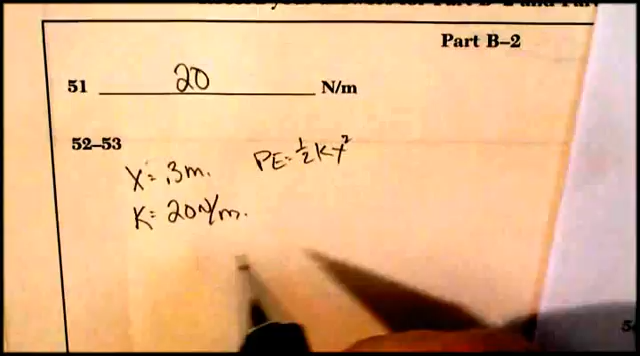 Part B–2
51 20 N/m
52–53
X = .3m. PE = ½Kx²
K = 20N/m.